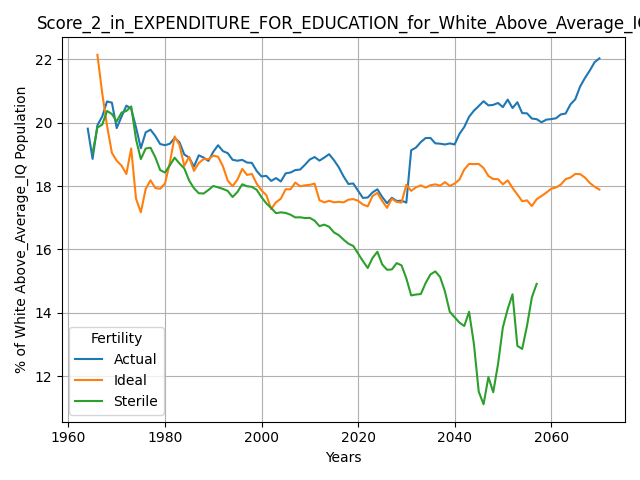 Score_2_in_EXPENDITURE_FOR_EDUCATION_for_White_Above_Average_IQ
% of White Above_Average_IQ Population
22
20
18
16
14
12
Fertility
Actual
Ideal
Sterile
1960
1980
2000
2020
2040
2060
Years